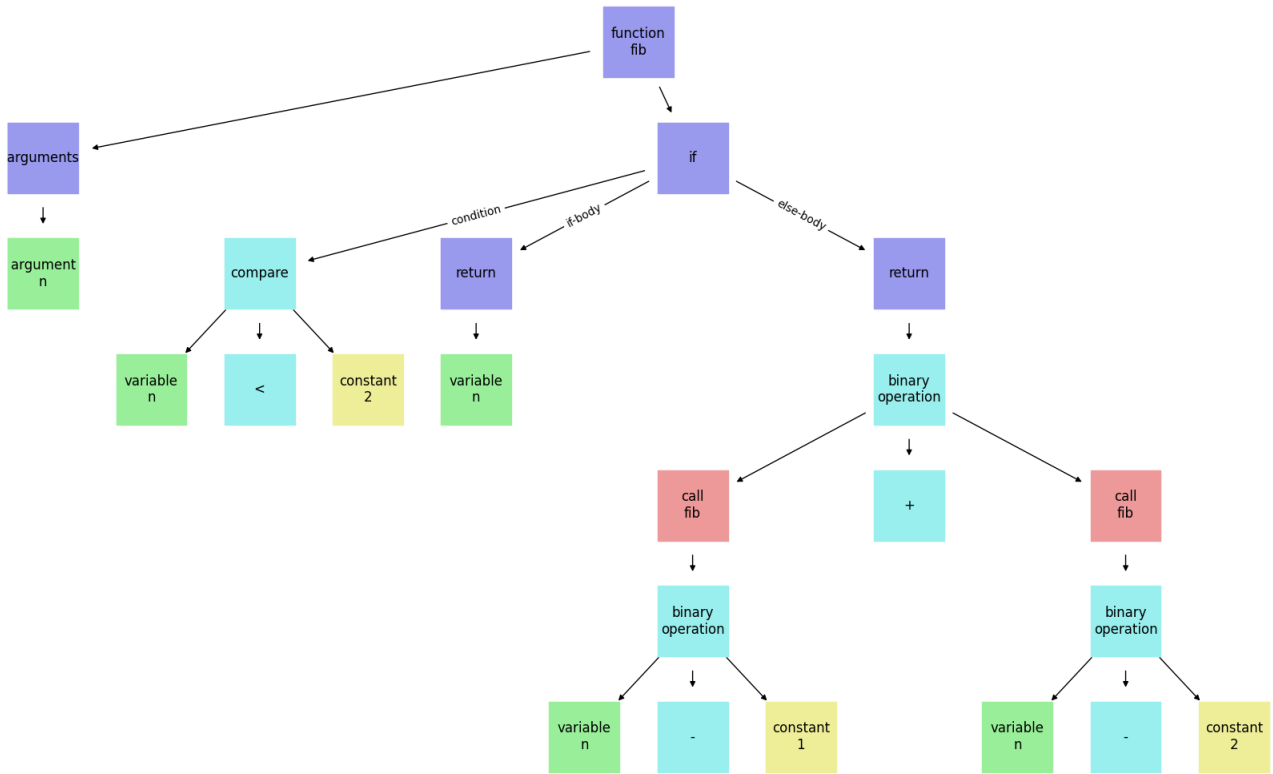 function
fib
arguments
if
condition
if-body
else-body
argument
n
compare
return
return
variable
n
<
constant
2
variable
n
binary
operation
call
fib
+
call
fib
binary
operation
binary
operation
variable
n
-
constant
1
variable
n
-
constant
2